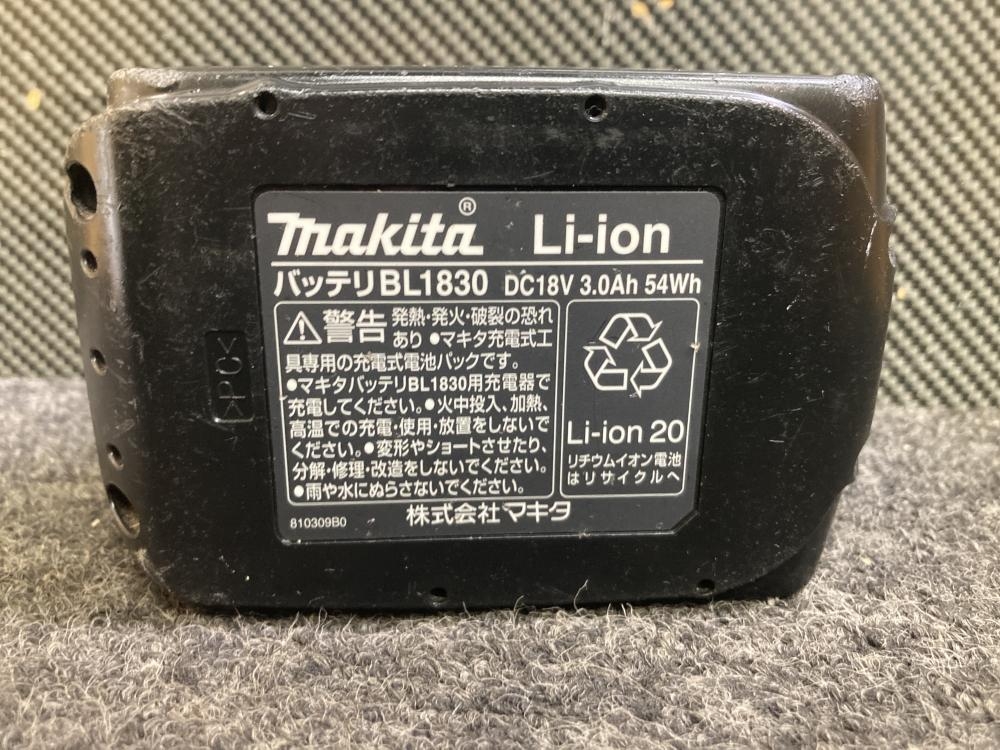 makita® Li-ion
バッテリBL1830 DC18V 3.0Ah 54Wh
警告 発熱・発火・破裂の恐れ
あり ●マキタ充電式工
具専用の充電式電池パックです。
●マキタバッテリBL1830用充電器で
充電してください。●火中投入、加熱、
高温での充電・使用・放置をしないで
ください。●変形やショートさせたり、
分解・修理・改造をしないでください。
●雨や水にぬらさないでください。
Li-ion 20
リチウムイオン電池
はリサイクルへ
810309B0
株式会社マキタ
>PC<